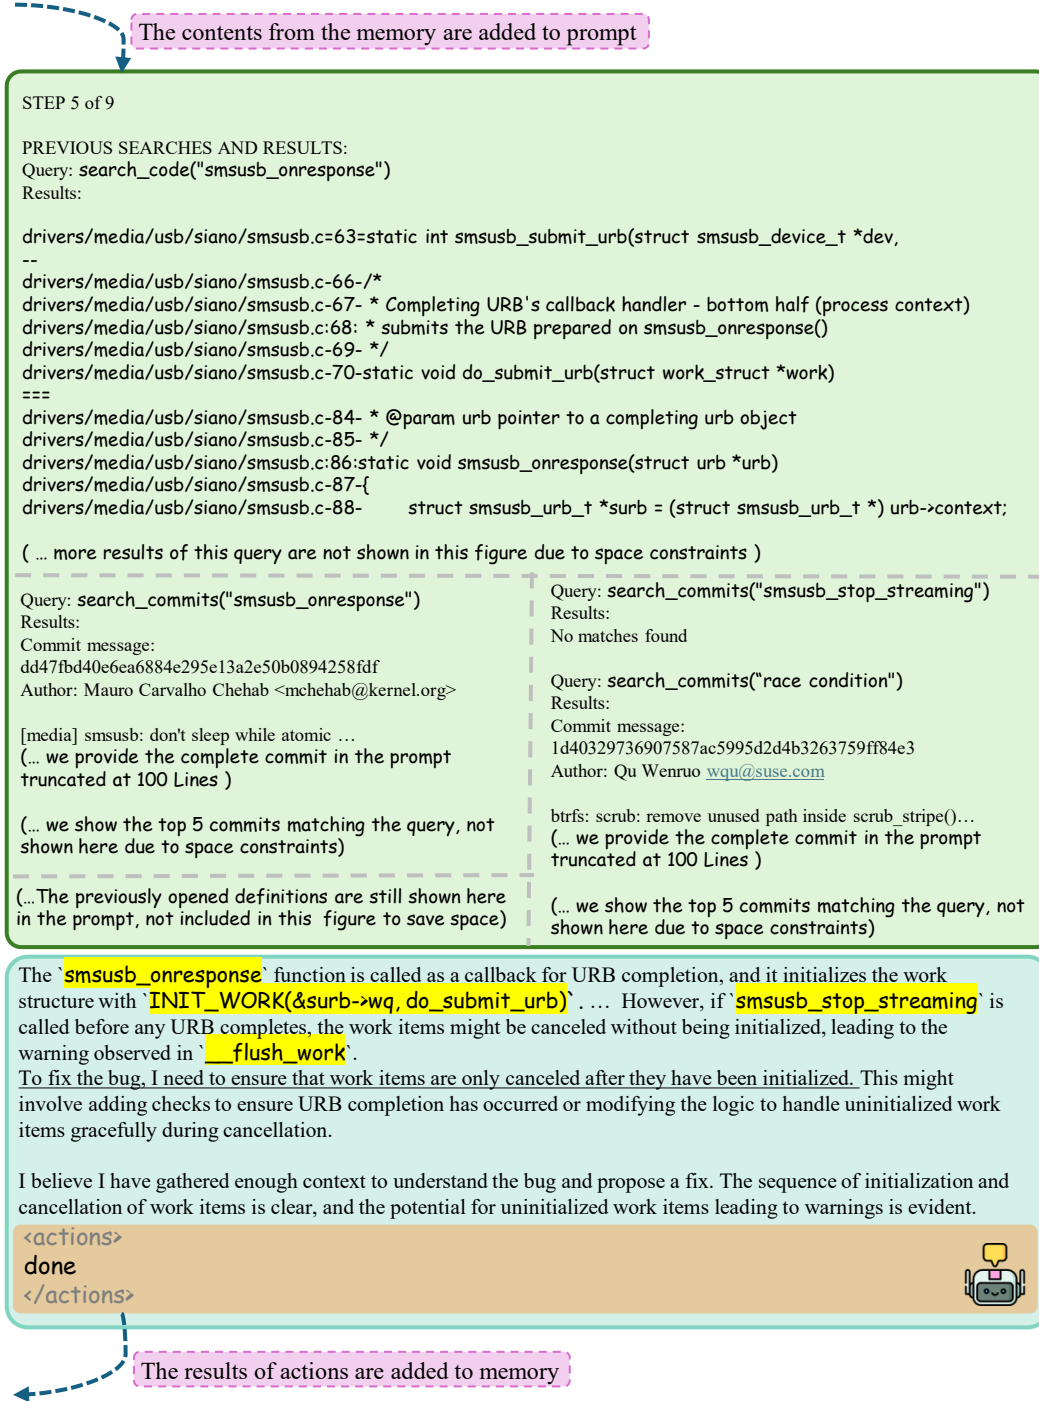 The contents from the memory are added to prompt
STEP 5 of 9
PREVIOUS SEARCHES AND RESULTS:
Query: search_code("smsusb_onresponse")
Results:
drivers/media/usb/siano/smsusb.c=63=static int smsusb_submit_urb(struct smsusb_device_t *dev,
--
drivers/media/usb/siano/smsusb.c-66-/*
drivers/media/usb/siano/smsusb.c-67- * Completing URB's callback handler - bottom half (process context)
drivers/media/usb/siano/smsusb.c:68: * submits the URB prepared on smsusb_onresponse()
drivers/media/usb/siano/smsusb.c-69- */
drivers/media/usb/siano/smsusb.c-70-static void do_submit_urb(struct work_struct *work)
===
drivers/media/usb/siano/smsusb.c-84- * @param urb pointer to a completing urb object
drivers/media/usb/siano/smsusb.c-85- */
drivers/media/usb/siano/smsusb.c:86:static void smsusb_onresponse(struct urb *urb)
drivers/media/usb/siano/smsusb.c-87-{
drivers/media/usb/siano/smsusb.c-88- struct smsusb_urb_t *surb = (struct smsusb_urb_t *) urb->context;
( ... more results of this query are not shown in this figure due to space constraints )
Query: search_commits("smsusb_onresponse")
Results:
Commit message:
dd47fbd40e6ea6884e295e13a2e50b0894258fdf
Author: Mauro Carvalho Chehab <mchehab@kernel.org>
[media] smsusb: don't sleep while atomic …
(... we provide the complete commit in the prompt
truncated at 100 Lines )
(... we show the top 5 commits matching the query, not
shown here due to space constraints)
(...The previously opened definitions are still shown here
in the prompt, not included in this figure to save space)
Query: search_commits("smsusb_stop_streaming")
Results:
No matches found
Query: search_commits(“race condition")
Results:
Commit message:
1d40329736907587ac5995d2d4b3263759ff84e3
Author: Qu Wenruo wqu@suse.com
btrfs: scrub: remove unused path inside scrub_stripe()…
(... we provide the complete commit in the prompt
truncated at 100 Lines )
(... we show the top 5 commits matching the query, not
shown here due to space constraints)
The `smsusb_onresponse` function is called as a callback for URB completion, and it initializes the work
structure with `INIT_WORK(&surb->wq, do_submit_urb)`. … However, if `smsusb_stop_streaming` is
called before any URB completes, the work items might be canceled without being initialized, leading to the
warning observed in `__flush_work`.
To fix the bug, I need to ensure that work items are only canceled after they have been initialized. This might
involve adding checks to ensure URB completion has occurred or modifying the logic to handle uninitialized work
items gracefully during cancellation.
I believe I have gathered enough context to understand the bug and propose a fix. The sequence of initialization and
cancellation of work items is clear, and the potential for uninitialized work items leading to warnings is evident.
<actions>
done
</actions>
The results of actions are added to memory